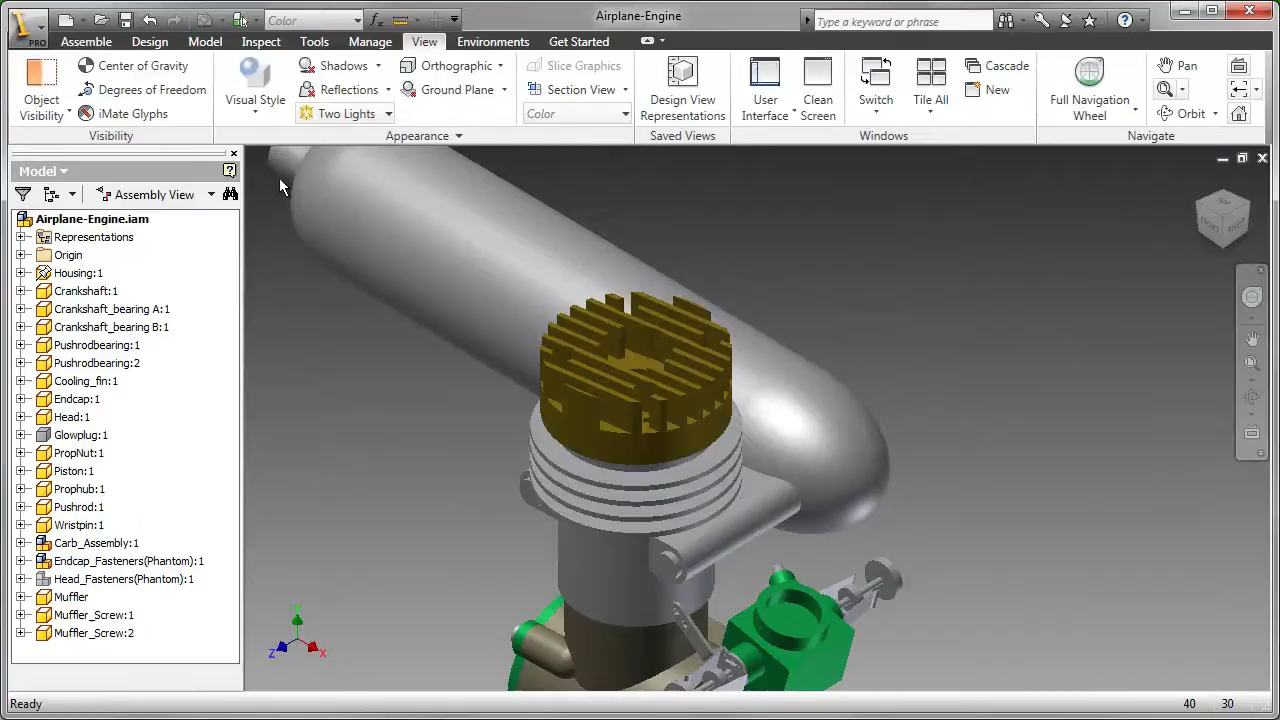 Color
Airplane-Engine
Type a keyword or phrase
PRO
Assemble Design Model Inspect Tools Manage View Environments Get Started
Object Visibility
Center of Gravity
Degrees of Freedom
iMate Glyphs
Visibility
Visual Style
Shadows
Reflections
Two Lights
Orthographic
Ground Plane
Appearance
Slice Graphics
Section View
Color
Design View Representations
Saved Views
User Interface
Clean Screen
Switch
Tile All
Cascade
New
Windows
Full Navigation Wheel
Pan
Orbit
Navigate
Model
Assembly View
Airplane-Engine.iam
Representations
Origin
Housing:1
Crankshaft:1
Crankshaft_bearing A:1
Crankshaft_bearing B:1
Pushrodbearing:1
Pushrodbearing:2
Cooling_fin:1
Endcap:1
Head:1
Glowplug:1
PropNut:1
Piston:1
Prophub:1
Pushrod:1
Wristpin:1
Carb_Assembly:1
Endcap_Fasteners(Phantom):1
Head_Fasteners(Phantom):1
Muffler
Muffler_Screw:1
Muffler_Screw:2
TOP
FRONT RIGHT
Y
Z X
Ready 40 30